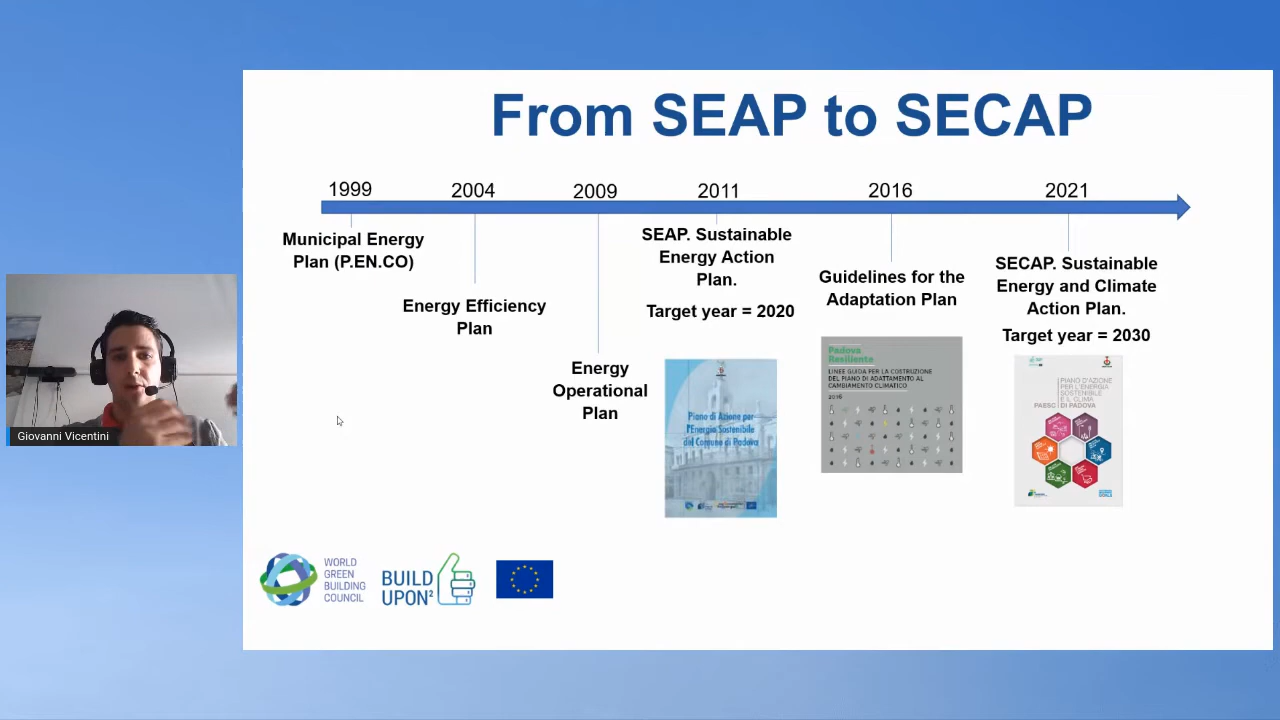 From SEAP to SECAP
1999
2004
2009
2011
2016
2021
Municipal Energy
Plan (P.EN.CO)
Energy Efficiency
Plan
Energy
Operational
Plan
SEAP. Sustainable
Energy Action
Plan.
Target year = 2020
Guidelines for the
Adaptation Plan
SECAP. Sustainable
Energy and Climate
Action Plan.
Target year = 2030
Piano di Azione per
l'Energia Sostenibile
del Comune di Padova
Padova
Resiliente
LINEE GUIDA PER LA COSTRUZIONE
DEL PIANO DI ADATTAMENTO AL
CAMBIAMENTO CLIMATICO
2016
PIANO D'AZIONE
PER L'ENERGIA
SOSTENIBILE
E IL CLIMA
PAESC DI PADOVA
Giovanni Vicentini
WORLD
GREEN
BUILDING
COUNCIL
BUILD
UPON²